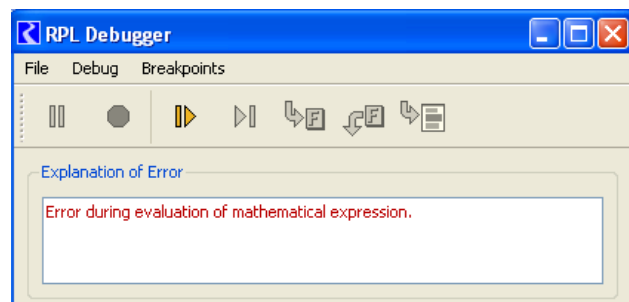 RPL Debugger
File Debug Breakpoints
F F
Explanation of Error
Error during evaluation of mathematical expression.